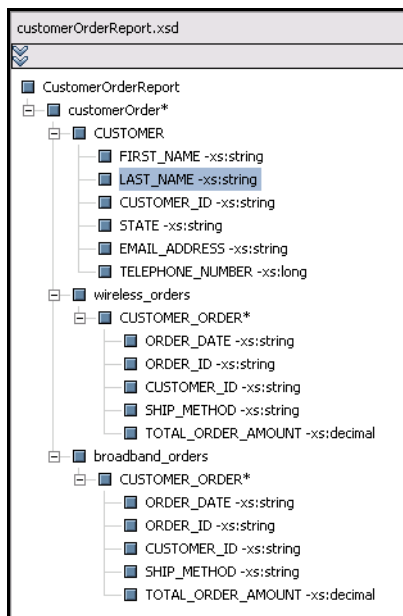 customerOrderReport.xsd
CustomerOrderReport
customerOrder*
CUSTOMER
FIRST_NAME -xs:string
LAST_NAME -xs:string
CUSTOMER_ID -xs:string
STATE -xs:string
EMAIL_ADDRESS -xs:string
TELEPHONE_NUMBER -xs:long
wireless_orders
CUSTOMER_ORDER*
ORDER_DATE -xs:string
ORDER_ID -xs:string
CUSTOMER_ID -xs:string
SHIP_METHOD -xs:string
TOTAL_ORDER_AMOUNT -xs:decimal
broadband_orders
CUSTOMER_ORDER*
ORDER_DATE -xs:string
ORDER_ID -xs:string
CUSTOMER_ID -xs:string
SHIP_METHOD -xs:string
TOTAL_ORDER_AMOUNT -xs:decimal